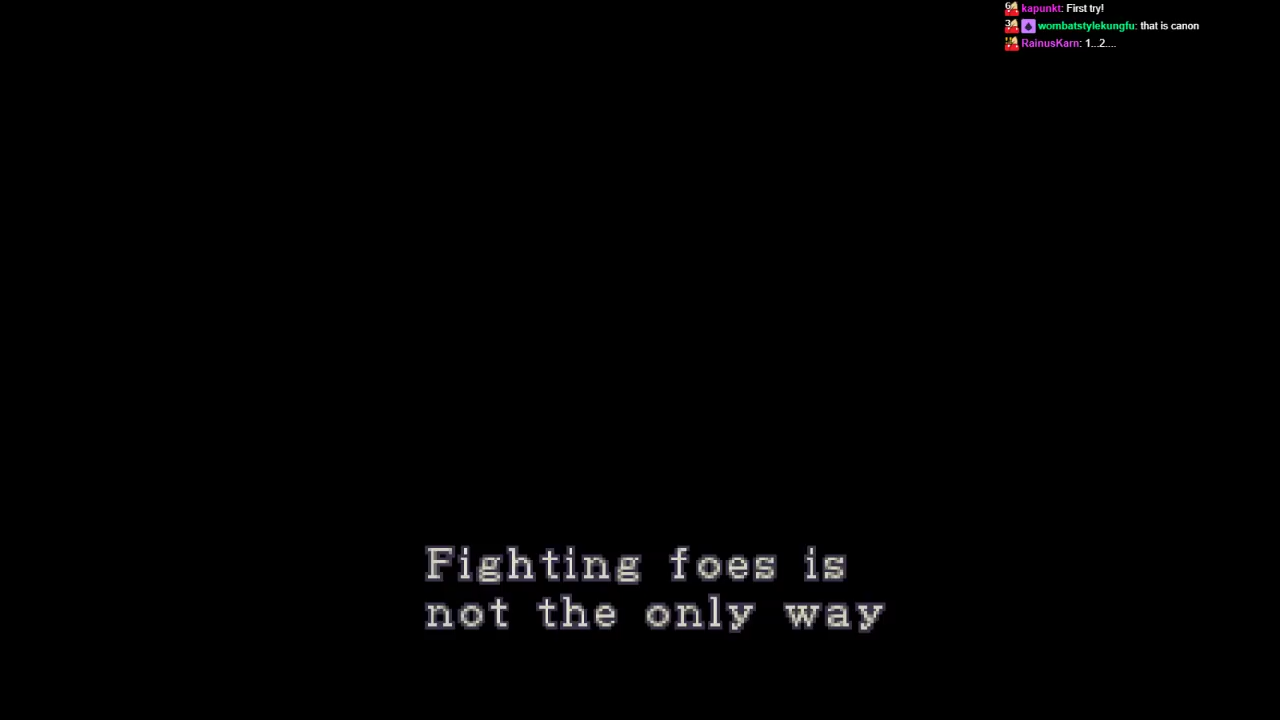 kapunkt: First try!
wombatstylekungfu: that is canon
RainusKarn: 1...2....
Fighting foes is
not the only way